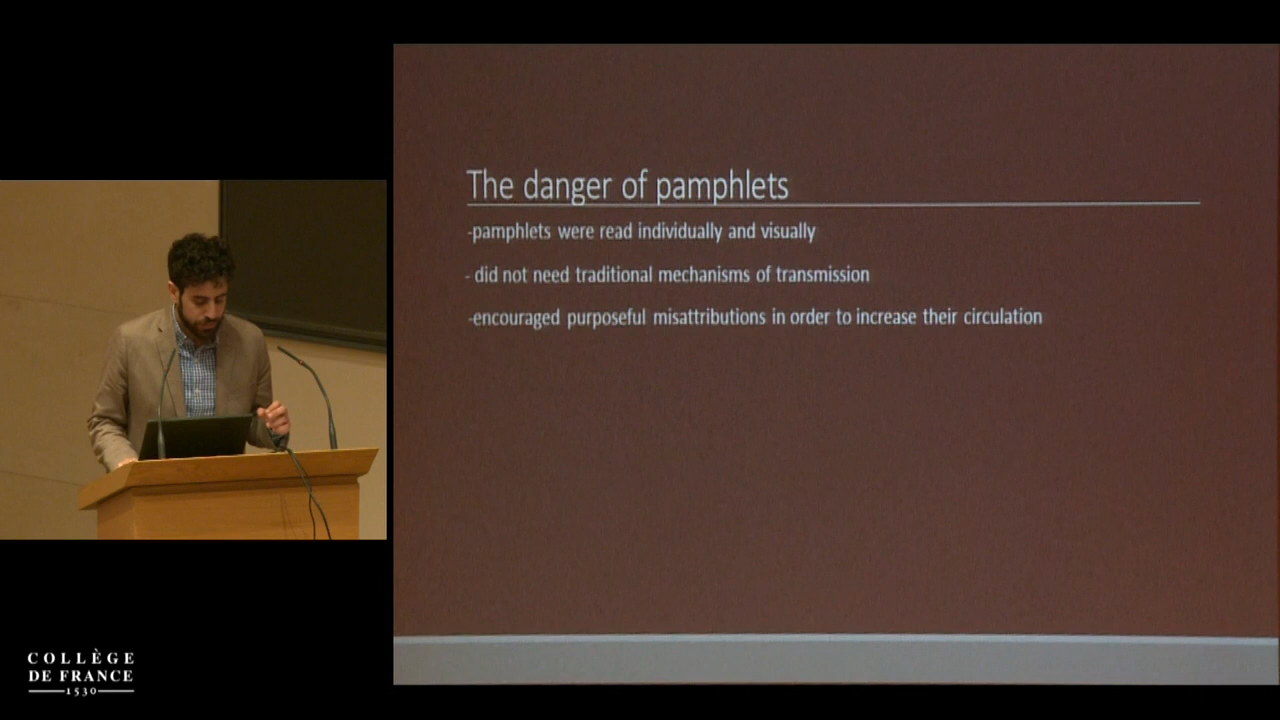 The danger of pamphlets
-pamphlets were read individually and visually
- did not need traditional mechanisms of transmission
-encouraged purposeful misattributions in order to increase their circulation
COLLÈGE
DE FRANCE
1530